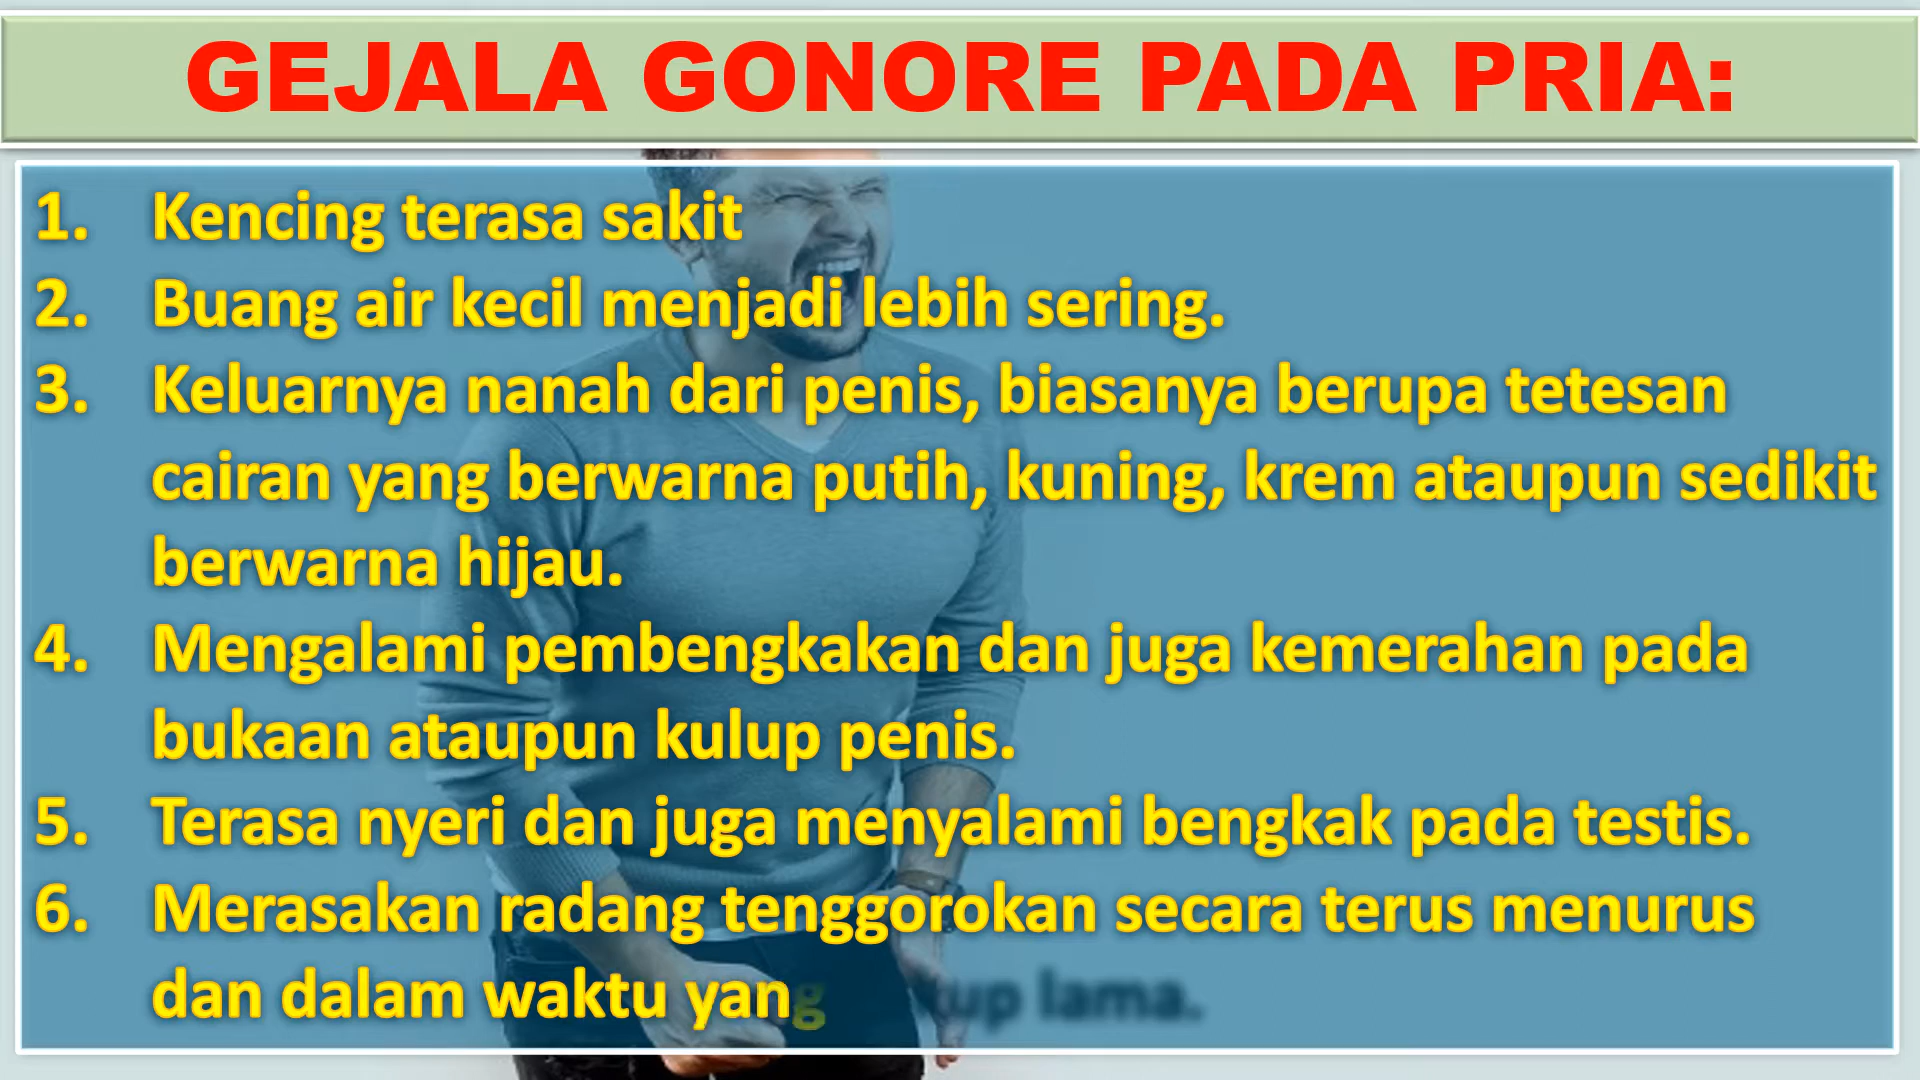 GEJALA GONORE PADA PRIA:
1. Kencing terasa sakit
2. Buang air kecil menjadi lebih sering.
3. Keluarnya nanah dari penis, biasanya berupa tetesan
cairan yang berwarna putih, kuning, krem ataupun sedikit
berwarna hijau.
4. Mengalami pembengkakan dan juga kemerahan pada
bukaan ataupun kulup penis.
5. Terasa nyeri dan juga menyalami bengkak pada testis.
6. Merasakan radang tenggorokan secara terus menurus
dan dalam waktu yang lama.